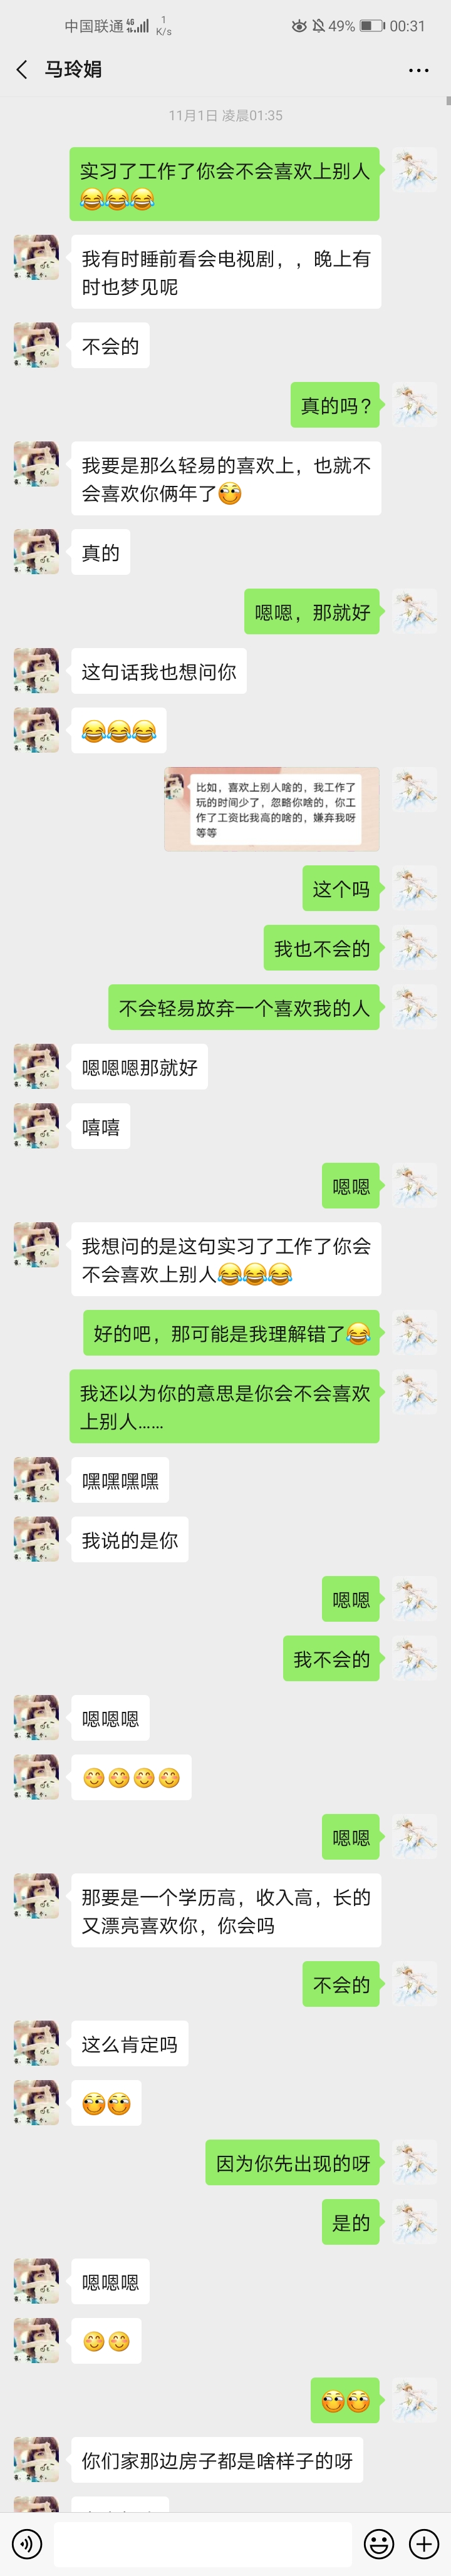 中国联通 4G 1 K/s 49% 00:31
马玲娟
11月1日 凌晨01:35
实习了工作了你会不会喜欢上别人
😂😂😂
我有时睡前看会电视剧，，晚上有
时也梦见呢
不会的
真的吗？
我要是那么轻易的喜欢上，也就不
会喜欢你俩年了
真的
嗯嗯，那就好
这句话我也想问你
😂😂😂
比如，喜欢上别人啥的，我工作了
玩的时间少了，忽略你啥的，你工
作了工资比我高的啥的，嫌弃我呀
等等
这个吗
我也不会的
不会轻易放弃一个喜欢我的人
嗯嗯嗯那就好
嘻嘻
嗯嗯
我想问的是这句实习了工作了你会
不会喜欢上别人😂😂😂
好的吧，那可能是我理解错了😂
我还以为你的意思是你会不会喜欢
上别人……
嘿嘿嘿嘿
我说的是你
嗯嗯
我不会的
嗯嗯嗯
😊😊😊😊
嗯嗯
那要是一个学历高，收入高，长的
又漂亮喜欢你，你会吗
不会的
这么肯定吗
因为你先出现的呀
是的
嗯嗯嗯
😊😊
你们家那边房子都是啥样子的呀